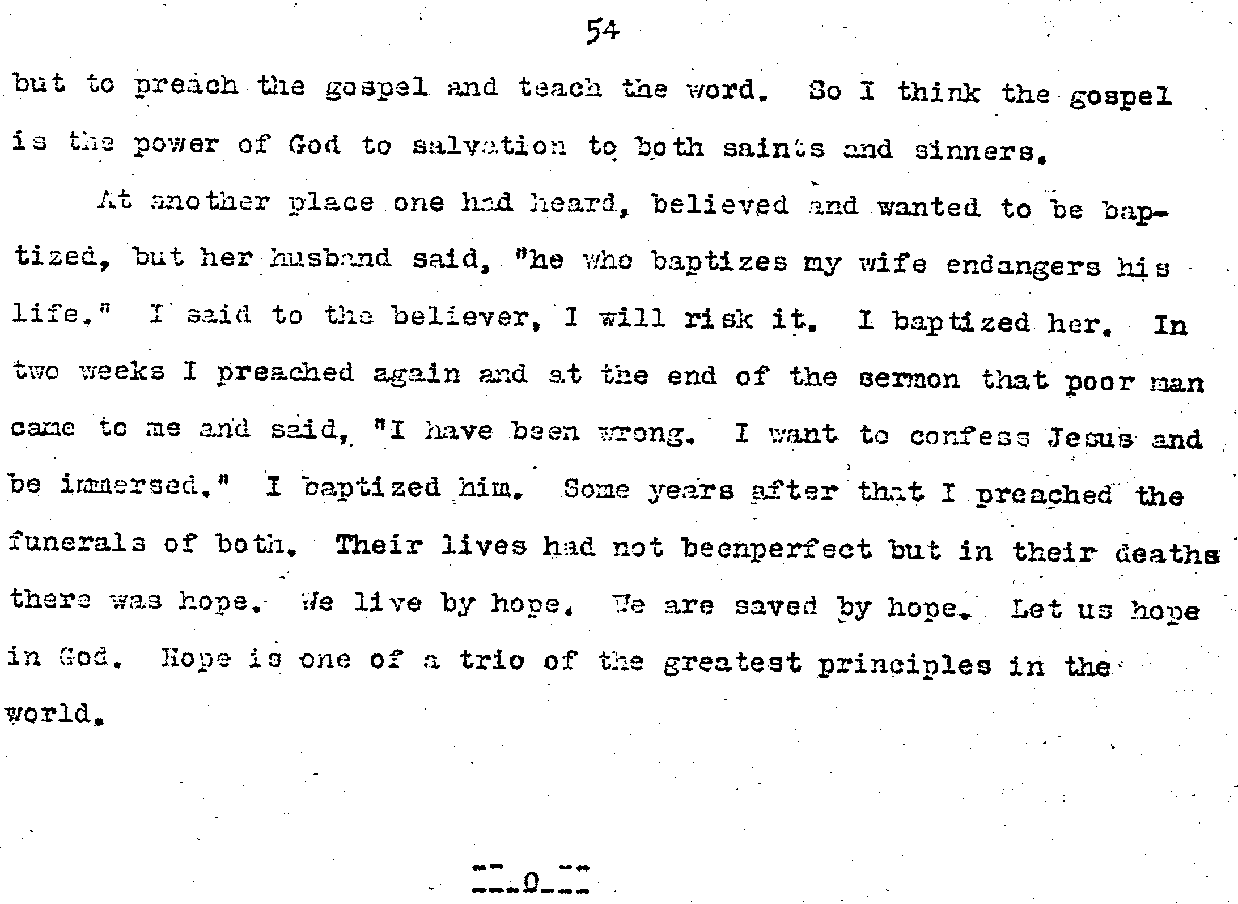 54
but to preach the gospel and teach the word. So I think the gospel
is the power of God to salvation to both saints and sinners.
At another place one had heard, believed and wanted to be bap-
tized, but her husband said, "he who baptizes my wife endangers his
life." I said to the believer, I will risk it. I baptized her. In
two weeks I preached again and at the end of the sermon that poor man
came to me and said, "I have been wrong. I want to confess Jesus and
be immersed." I baptized him. Some years after that I preached the
funerals of both. Their lives had not beenperfect but in their deaths
there was hope. We live by hope. We are saved by hope. Let us hope
in God. Hope is one of a trio of the greatest principles in the
world.
---0---